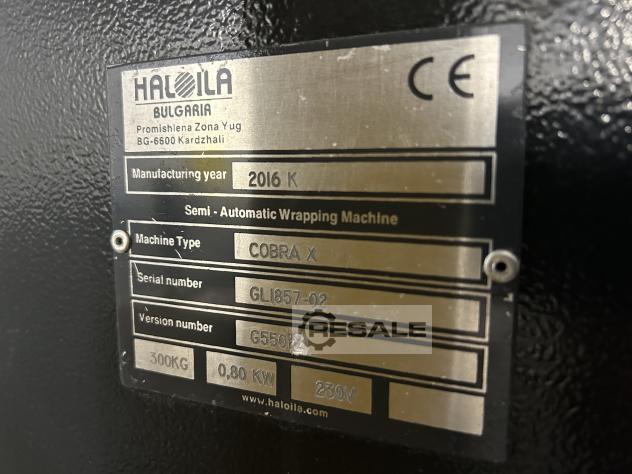 HALOILA
BULGARIA
Promishlena Zona Yug
BG-6600 Kardzhali
CE
Manufacturing year 2016 K
Semi - Automatic Wrapping Machine
Machine Type COBRA X
Serial number GL1857-02
Version number
RESALE
300KG 0,80 KW 230V
www.haloila.com